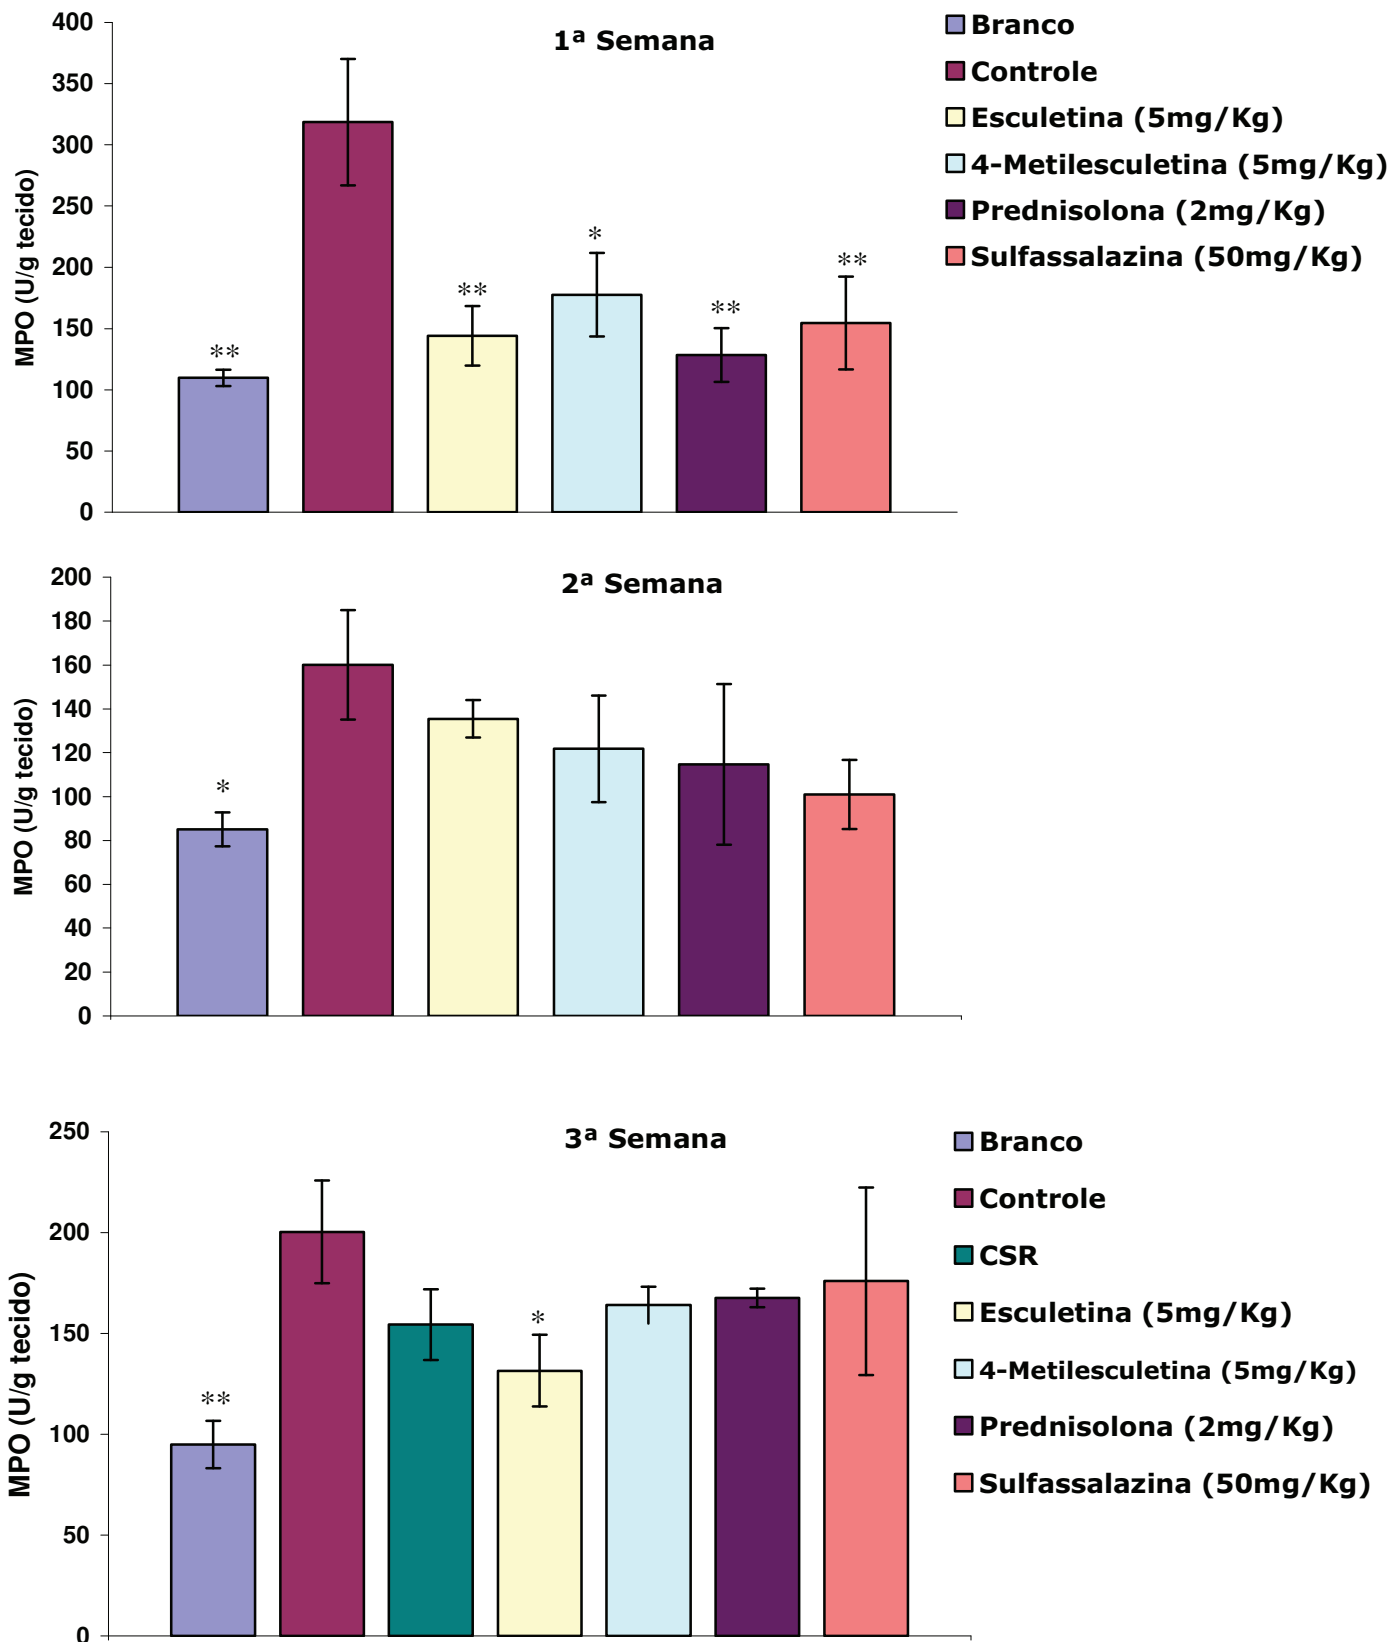 1ª Semana
MPO (U/g tecido)
400
350
300
250
200
150
100
50
0
**
**
*
**
**
Branco
Controle
Esculetina (5mg/Kg)
4-Metilesculetina (5mg/Kg)
Prednisolona (2mg/Kg)
Sulfassalazina (50mg/Kg)
2ª Semana
MPO (U/g tecido)
200
180
160
140
120
100
80
60
40
20
0
*
3ª Semana
MPO (U/g tecido)
250
200
150
100
50
0
**
*
Branco
Controle
CSR
Esculetina (5mg/Kg)
4-Metilesculetina (5mg/Kg)
Prednisolona (2mg/Kg)
Sulfassalazina (50mg/Kg)